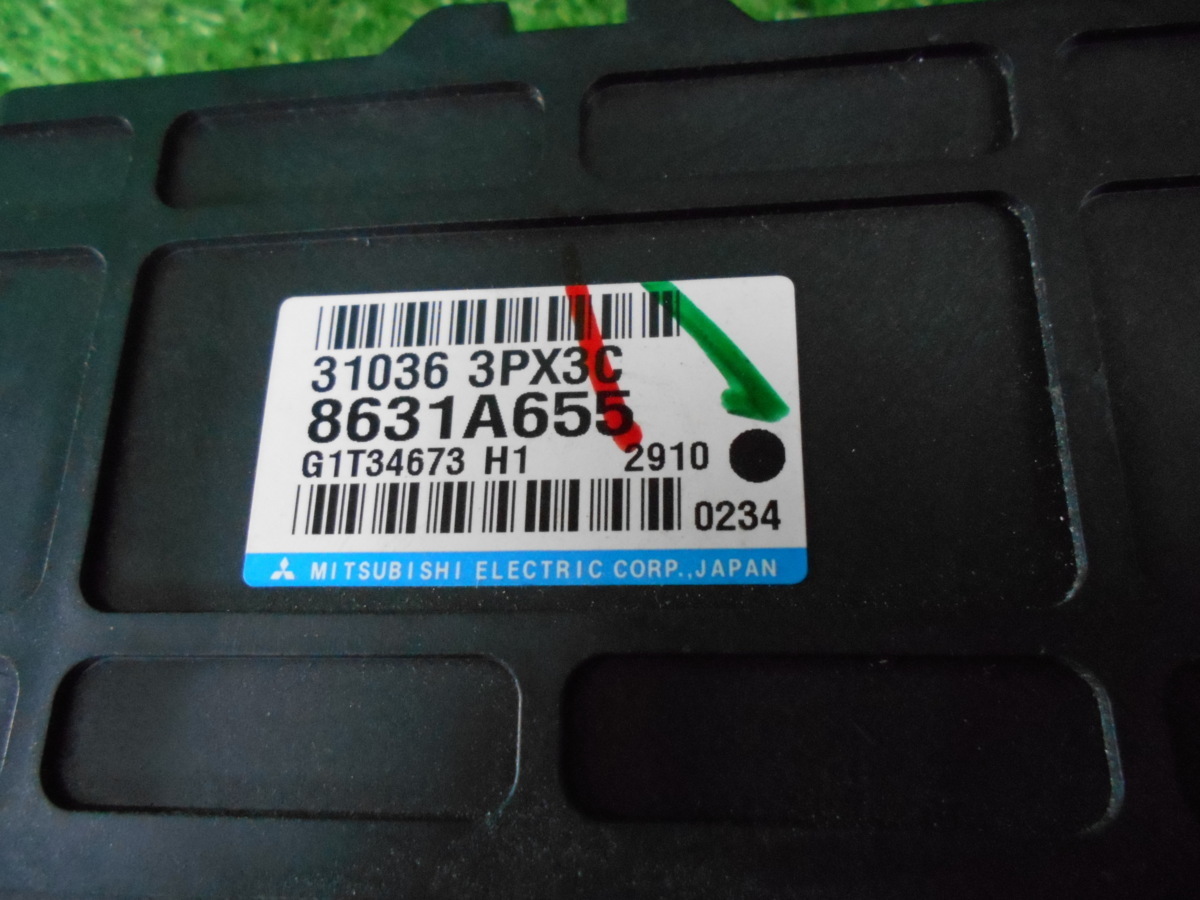 31036 3PX3C
8631A655
G1T34673 H1 2910
0234
MITSUBISHI ELECTRIC CORP.,JAPAN